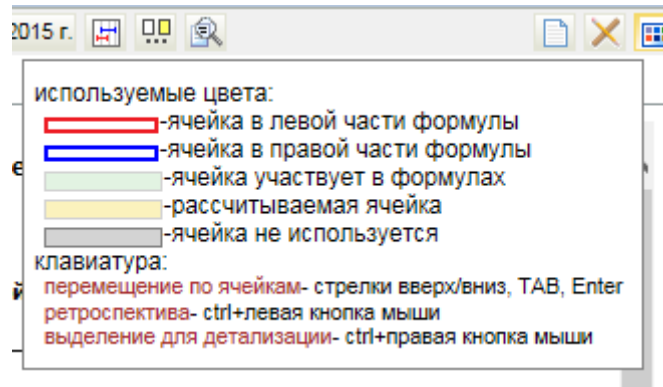 2015 г.
используемые цвета:
-ячейка в левой части формулы
-ячейка в правой части формулы
-ячейка участвует в формулах
-рассчитываемая ячейка
-ячейка не используется
клавиатура:
перемещение по ячейкам- стрелки вверх/вниз, TAB, Enter
ретроспектива- ctrl+левая кнопка мыши
выделение для детализации- ctrl+правая кнопка мыши